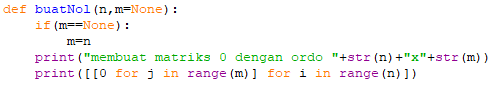 def buatNol(n,m=None):
    if(m==None):
        m=n
    print("membuat matriks 0 dengan ordo "+str(n)+"x"+str(m))
    print([[0 for j in range(m)] for i in range(n)])